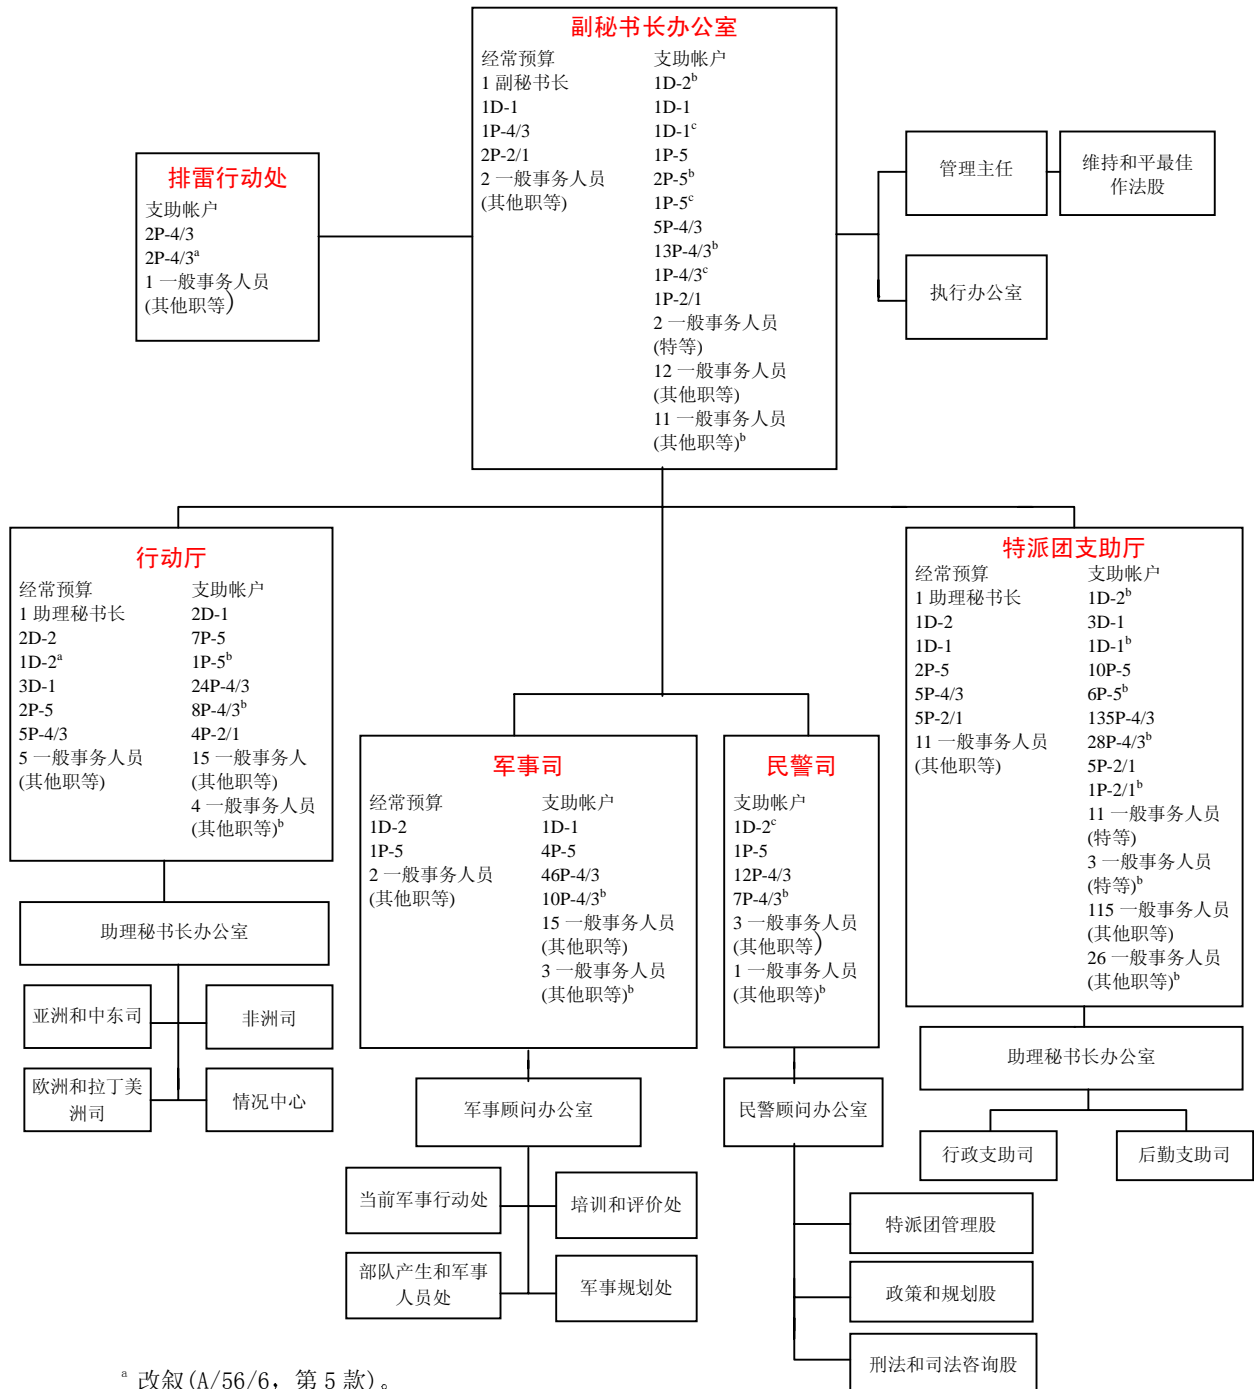 副秘书长办公室
经常预算
1 副秘书长
1D-1
1P-4/3
2P-2/1
2 一般事务人员
(其他职等)
支助帐户
1D-2ᵇ
1D-1
1D-1ᶜ
1P-5
2P-5ᵇ
1P-5ᶜ
5P-4/3
13P-4/3ᵇ
1P-4/3ᶜ
1P-2/1
2 一般事务人员
(特等)
12 一般事务人员
(其他职等)
11 一般事务人员
(其他职等)ᵇ
排雷行动处
支助帐户
2P-4/3
2P-4/3ᵃ
1 一般事务人员
(其他职等)
管理主任
维持和平最佳
作法股
执行办公室
行动厅
经常预算
1 助理秘书长
2D-2
1D-2ᵃ
3D-1
2P-5
5P-4/3
5 一般事务人员
(其他职等)
支助帐户
2D-1
7P-5
1P-5ᵇ
24P-4/3
8P-4/3ᵇ
4P-2/1
15 一般事务人
(其他职等)
4 一般事务人员
(其他职等)ᵇ
助理秘书长办公室
亚洲和中东司
非洲司
欧洲和拉丁美
洲司
情况中心
军事司
经常预算
1D-2
1P-5
2 一般事务人员
(其他职等)
支助帐户
1D-1
4P-5
46P-4/3
10P-4/3ᵇ
15 一般事务人员
(其他职等)
3 一般事务人员
(其他职等)ᵇ
军事顾问办公室
当前军事行动处
培训和评价处
部队产生和军事
人员处
军事规划处
民警司
支助帐户
1D-2ᶜ
1P-5
12P-4/3
7P-4/3ᵇ
3 一般事务人员
(其他职等)
1 一般事务人员
(其他职等)ᵇ
民警顾问办公室
特派团管理股
政策和规划股
刑法和司法咨询股
特派团支助厅
经常预算
1 助理秘书长
1D-2
1D-1
2P-5
5P-4/3
5P-2/1
11 一般事务人员
(其他职等)
支助帐户
1D-2ᵇ
3D-1
1D-1ᵇ
10P-5
6P-5ᵇ
135P-4/3
28P-4/3ᵇ
5P-2/1
1P-2/1ᵇ
11 一般事务人员
(特等)
3 一般事务人员
(特等)ᵇ
115 一般事务人员
(其他职等)
26 一般事务人员
(其他职等)ᵇ
助理秘书长办公室
行政支助司
后勤支助司
ᵃ 改叙(A/56/6, 第 5 款)。